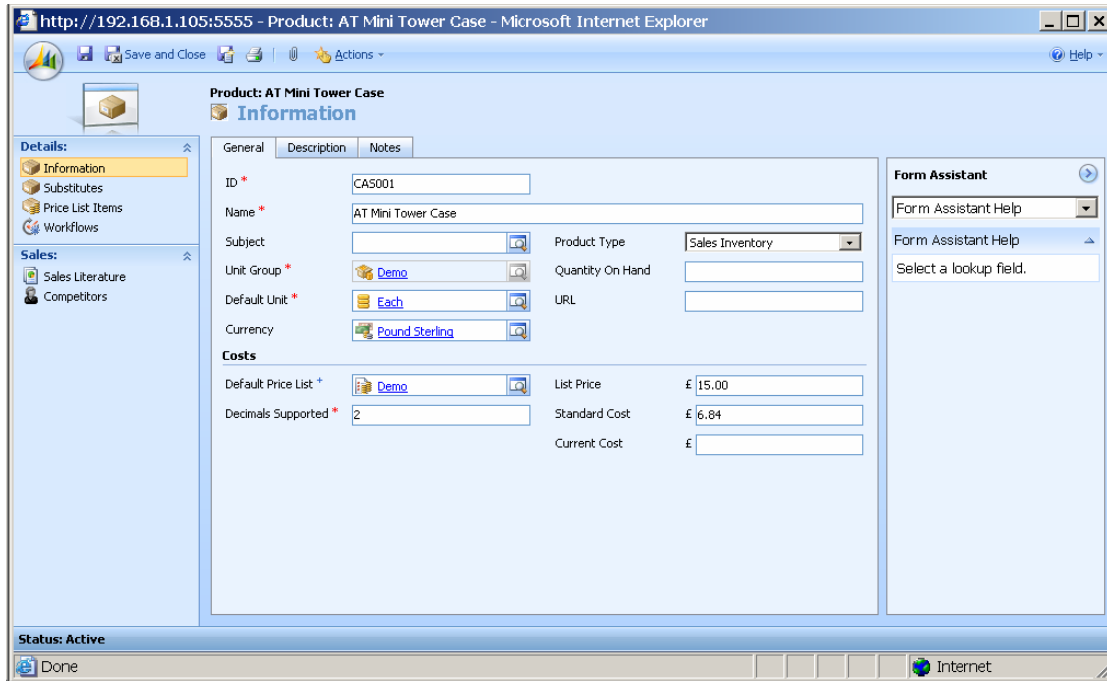 http://192.168.1.105:5555 - Product: AT Mini Tower Case - Microsoft Internet Explorer
Save and Close Actions Help
Product: AT Mini Tower Case
Information
Details:
Information
Substitutes
Price List Items
Workflows
Sales:
Sales Literature
Competitors
General Description Notes
ID * CAS001
Name * AT Mini Tower Case
Subject Product Type Sales Inventory
Unit Group * Demo Quantity On Hand
Default Unit * Each URL
Currency Pound Sterling
Costs
Default Price List + Demo List Price £ 15.00
Decimals Supported * 2 Standard Cost £ 6.84
Current Cost £
Form Assistant
Form Assistant Help
Form Assistant Help
Select a lookup field.
Status: Active
Done Internet